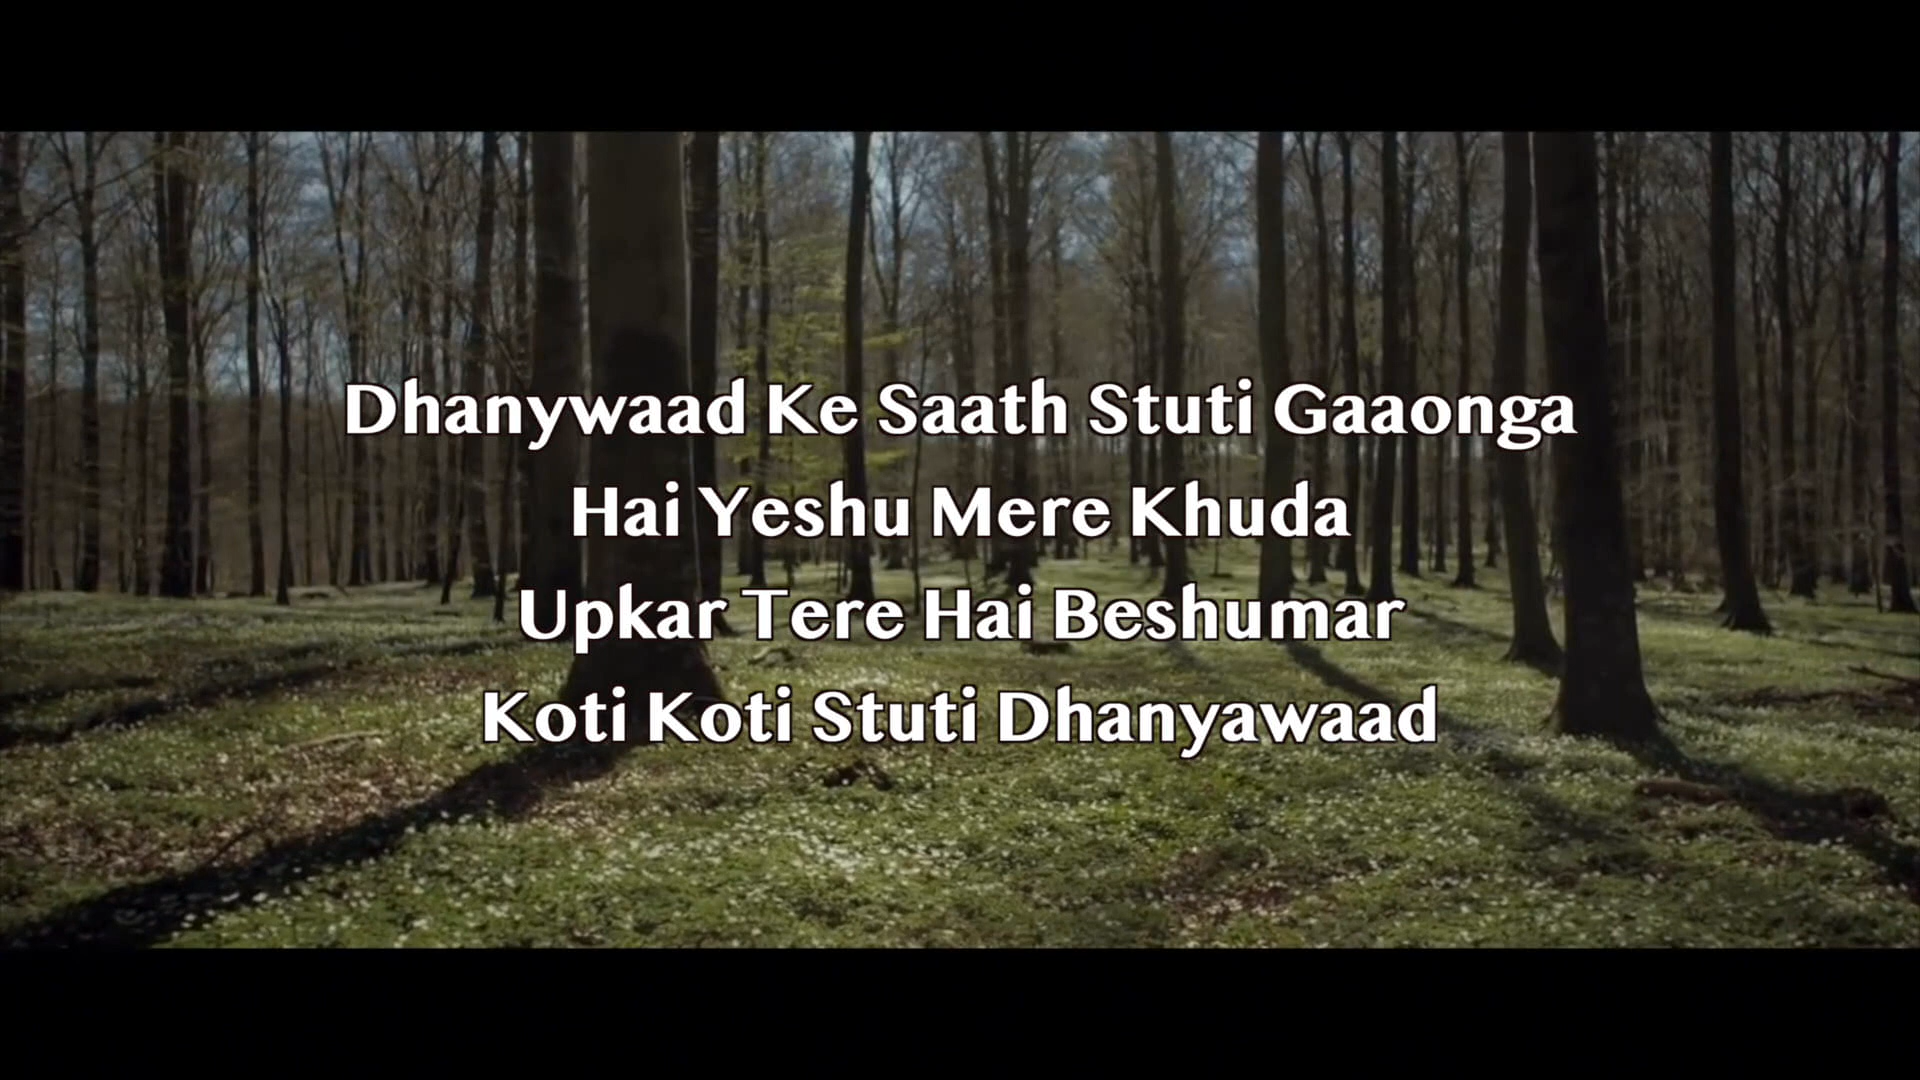 Dhanywaad Ke Saath Stuti Gaaonga
Hai Yeshu Mere Khuda
Upkar Tere Hai Beshumar
Koti Koti Stuti Dhanyawaad